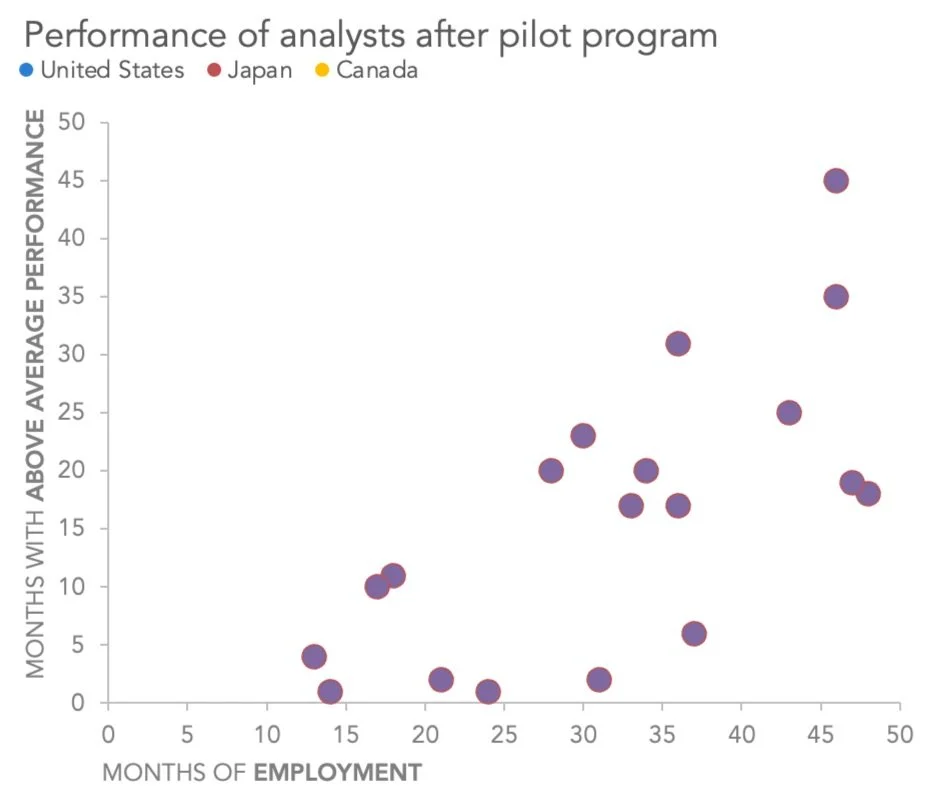 Performance of analysts after pilot program
United States Japan Canada
MONTHS WITH ABOVE AVERAGE PERFORMANCE
50
45
40
35
30
25
20
15
10
5
0
0 5 10 15 20 25 30 35 40 45 50
MONTHS OF EMPLOYMENT